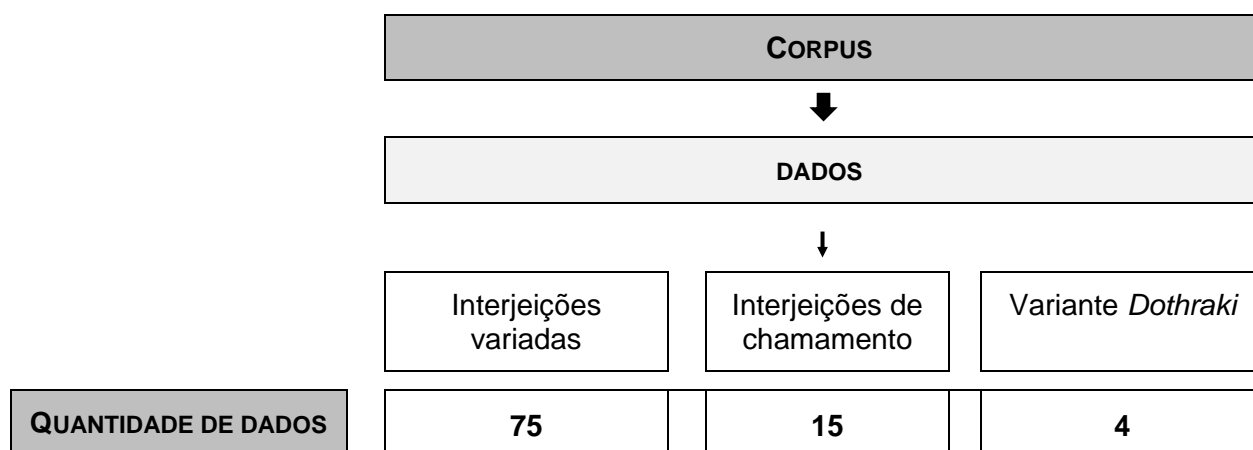 CORPUS
DADOS
Interjeições
variadas
Interjeições de
chamamento
Variante Dothraki
QUANTIDADE DE DADOS
75
15
4